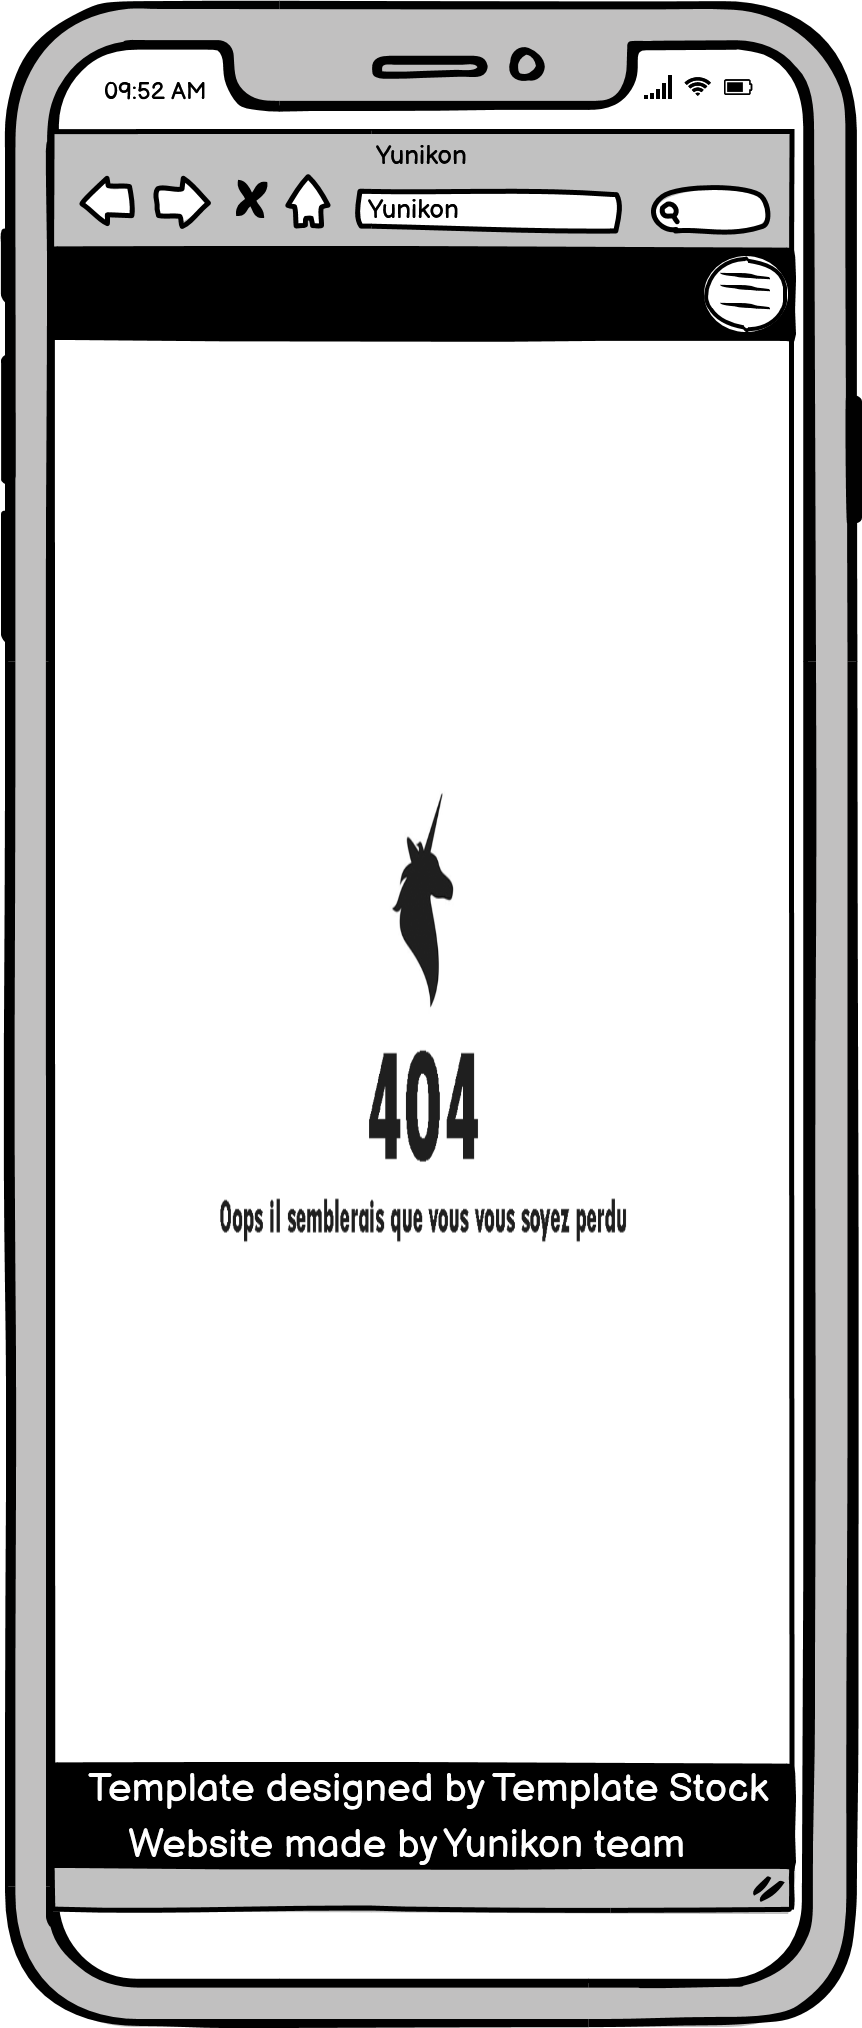 09:52 AM
Yunikon
Yunikon
404
Oops il semblerais que vous vous soyez perdu
Template designed by Template Stock
Website made by Yunikon team